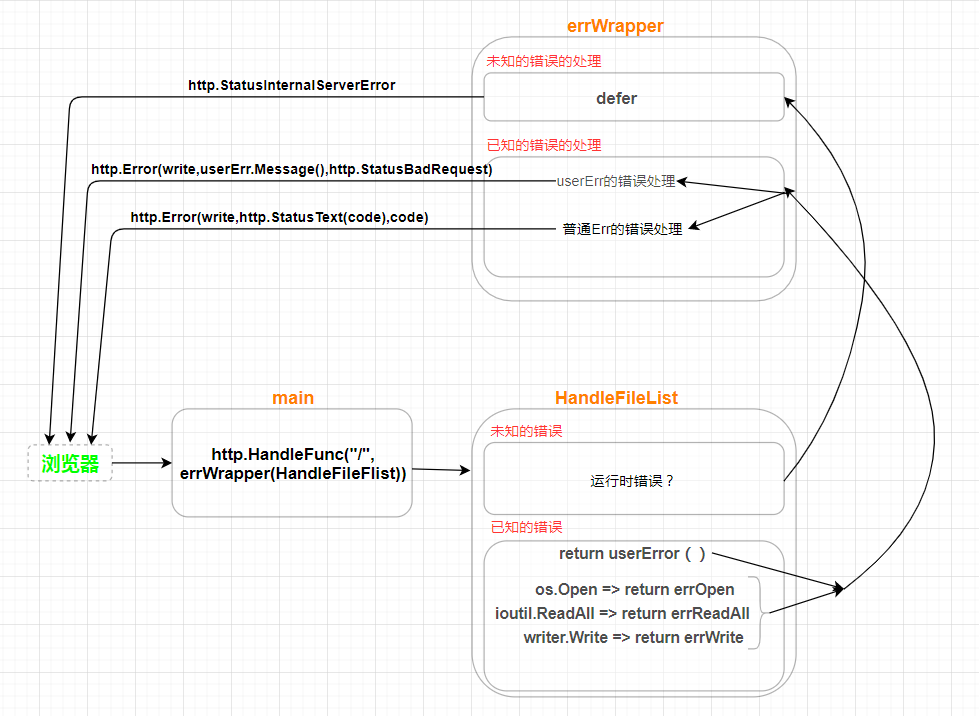 errWrapper
未知的错误的处理
http.StatusInternalServerError
defer
已知的错误的处理
http.Error(write,userErr.Message(),http.StatusBadRequest)
userErr的错误处理
http.Error(write,http.StatusText(code),code)
普通Err的错误处理
main
HandleFileList
未知的错误
http.HandleFunc("/",
errWrapper(HandleFileFlist))
浏览器
运行时错误？
已知的错误
return userError（ ）
os.Open => return errOpen
ioutil.ReadAll => return errReadAll
writer.Write => return errWrite